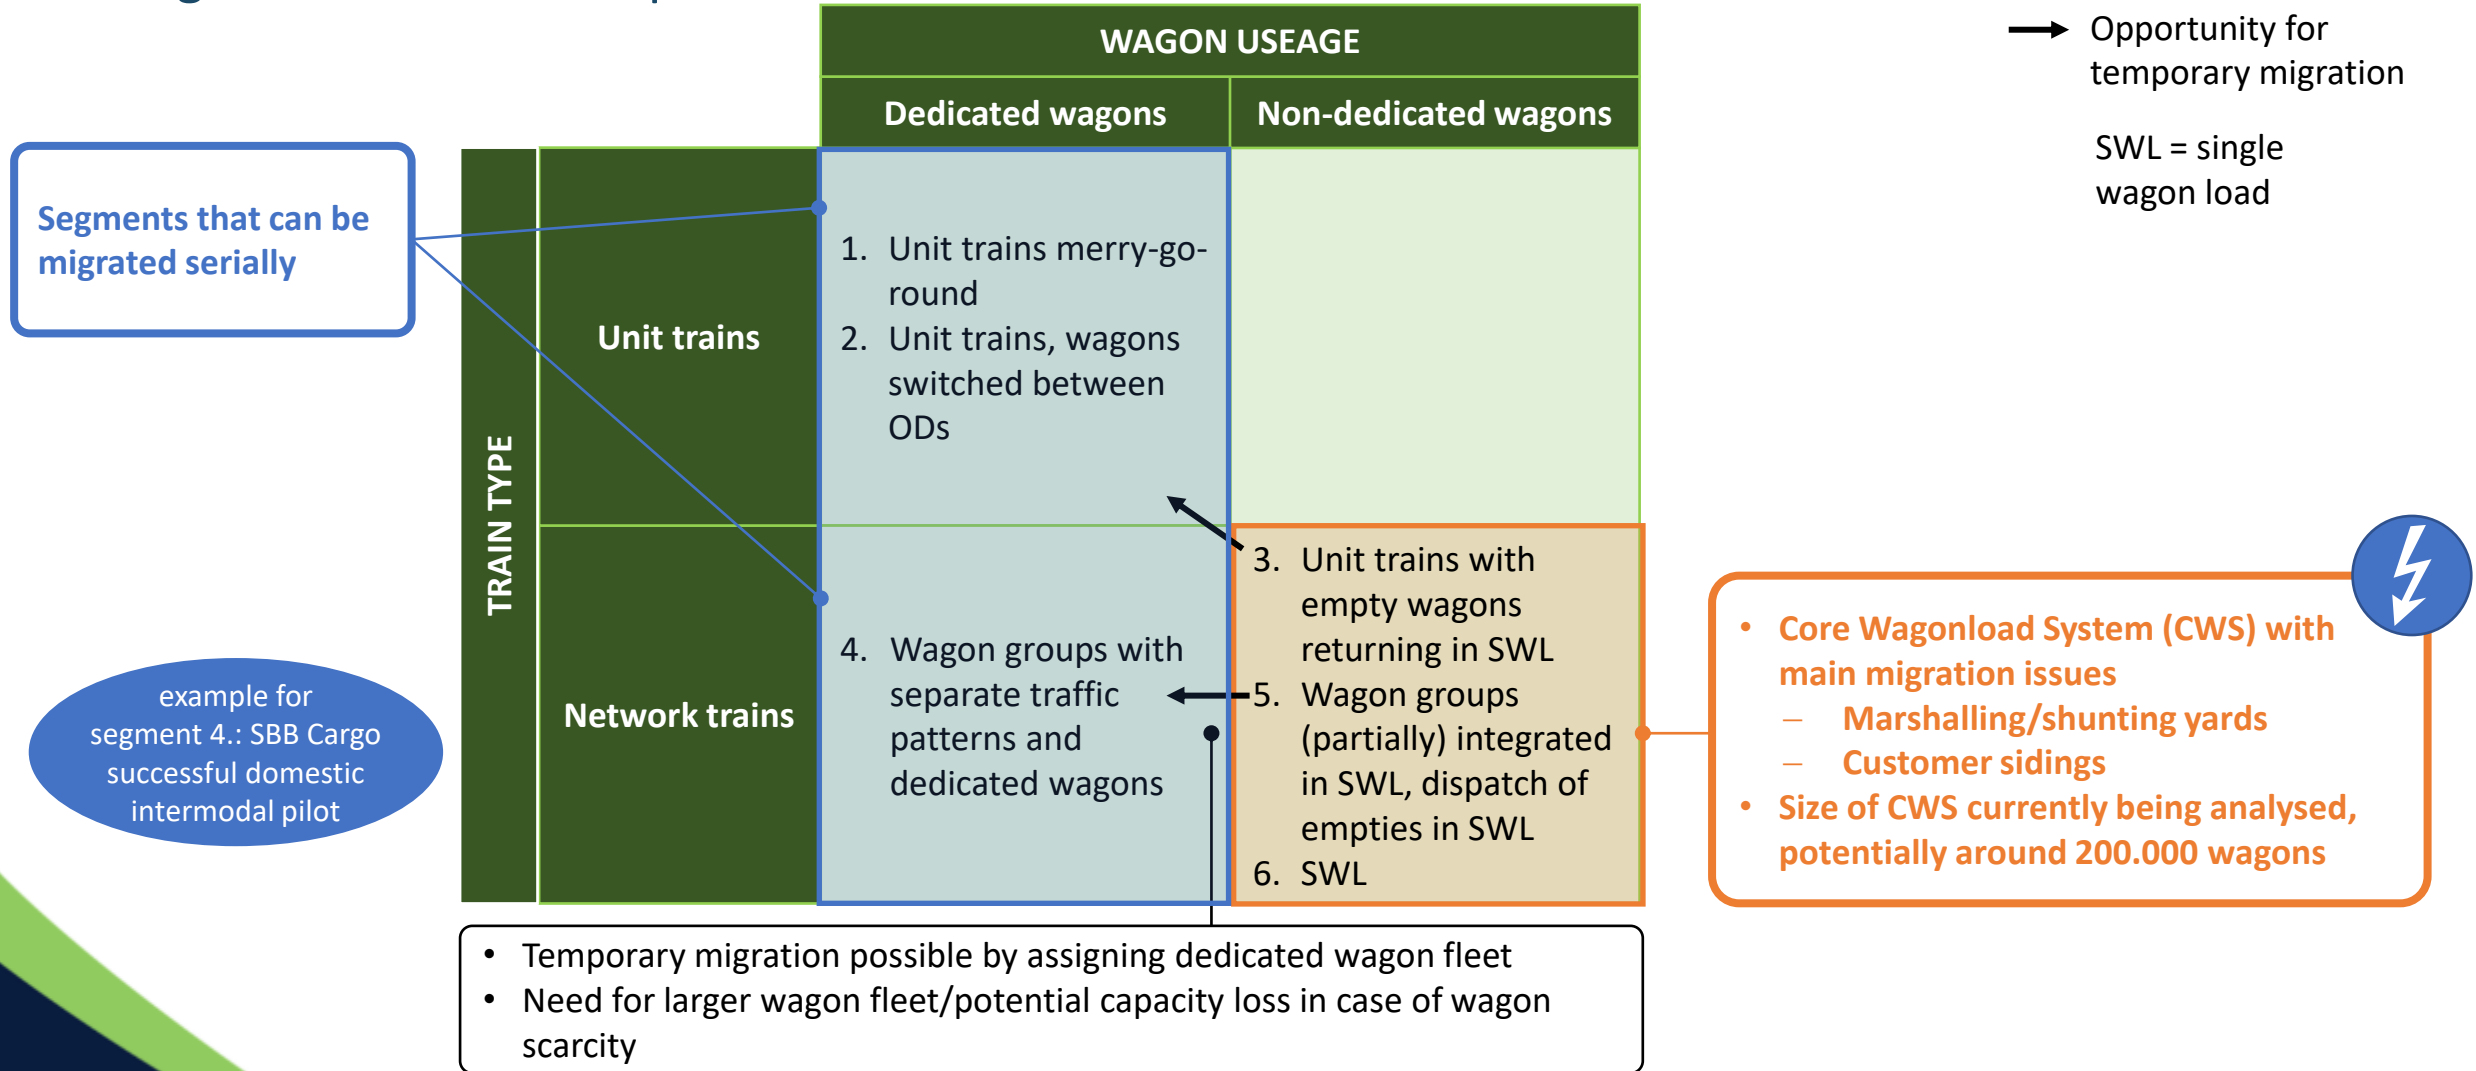 WAGON USEAGE
Dedicated wagons
Non-dedicated wagons
Opportunity for
temporary migration
SWL = single
wagon load
Segments that can be
migrated serially
TRAIN TYPE
Unit trains
1. Unit trains merry-go-
round
2. Unit trains, wagons
switched between
ODs
Network trains
4. Wagon groups with
separate traffic
patterns and
dedicated wagons
3. Unit trains with
empty wagons
returning in SWL
5. Wagon groups
(partially) integrated
in SWL, dispatch of
empties in SWL
6. SWL
• Core Wagonload System (CWS) with
main migration issues
– Marshalling/shunting yards
– Customer sidings
• Size of CWS currently being analysed,
potentially around 200.000 wagons
example for
segment 4.: SBB Cargo
successful domestic
intermodal pilot
• Temporary migration possible by assigning dedicated wagon fleet
• Need for larger wagon fleet/potential capacity loss in case of wagon
scarcity